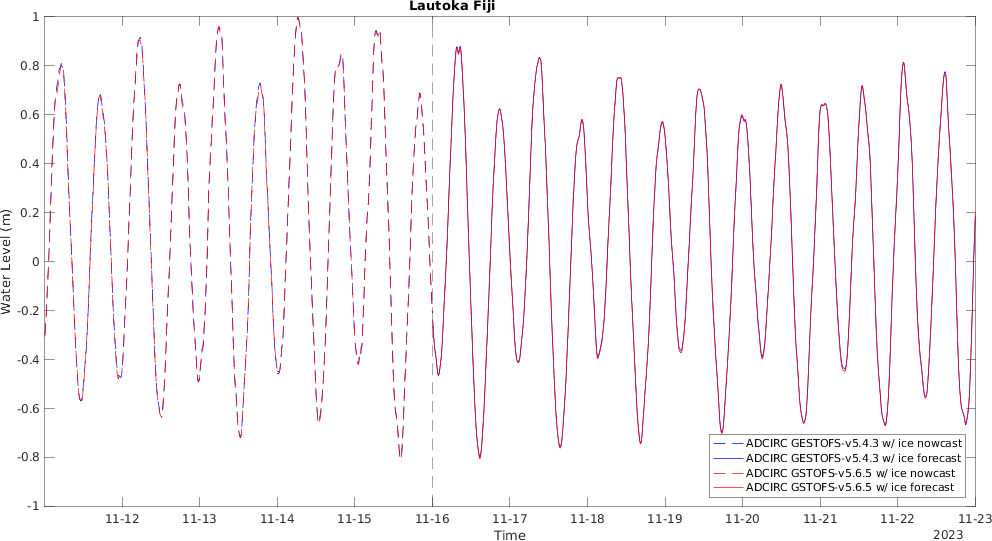 Lautoka Fiji
Water Level (m)
1
0.8
0.6
0.4
0.2
0
-0.2
-0.4
-0.6
-0.8
-1
ADCIRC GESTOFS-v5.4.3 w/ ice nowcast
ADCIRC GESTOFS-v5.4.3 w/ ice forecast
ADCIRC GSTOFS-v5.6.5 w/ ice nowcast
ADCIRC GSTOFS-v5.6.5 w/ ice forecast
11-12 11-13 11-14 11-15 11-16 11-17 11-18 11-19 11-20 11-21 11-22 11-23
Time
2023